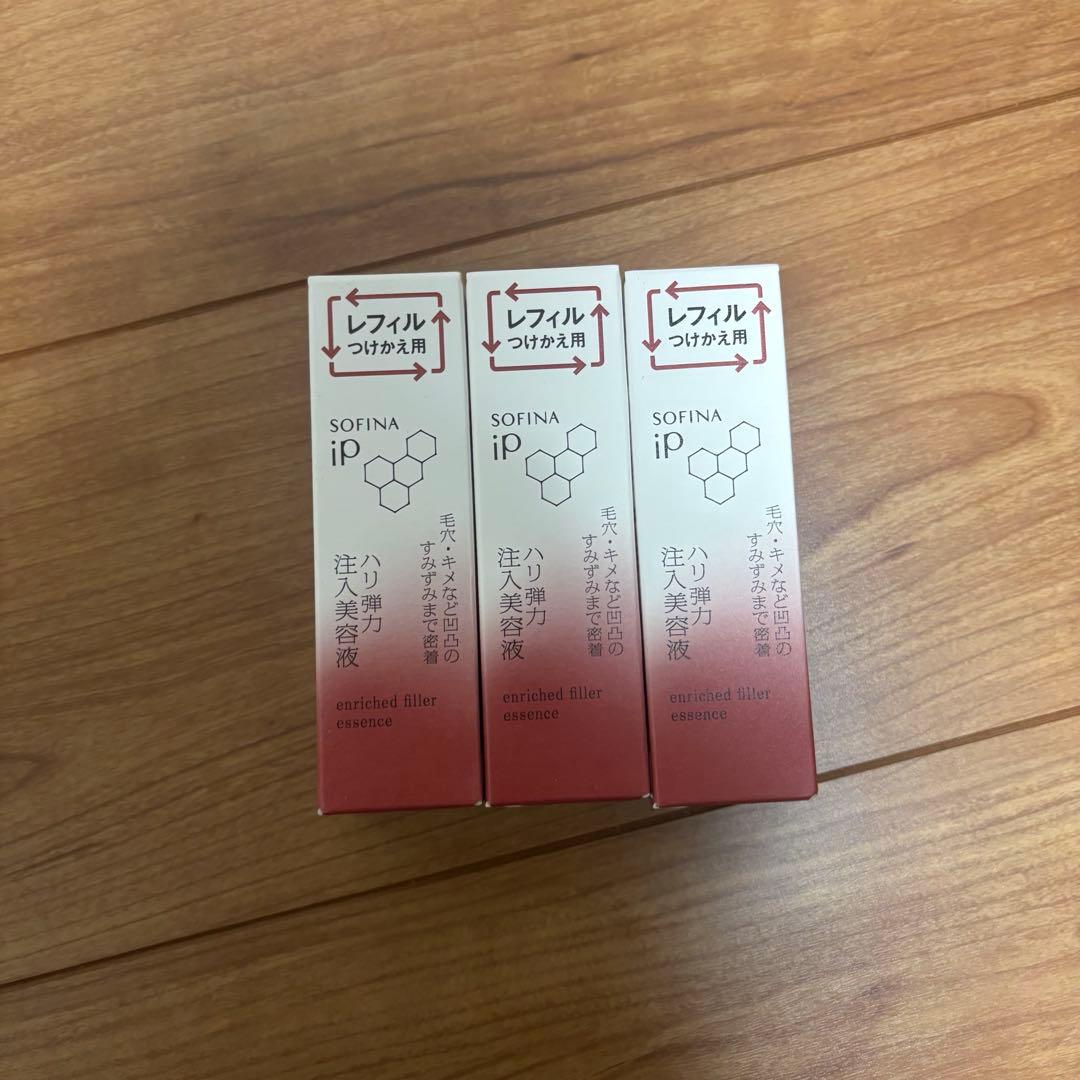 レフィル
つけかえ用
SOFINA
iP
毛穴・キメなど凹凸の
すみずみまで密着
ハリ弾力
注入美容液
enriched filler
essence
レフィル
つけかえ用
SOFINA
iP
毛穴・キメなど凹凸の
すみずみまで密着
ハリ弾力
注入美容液
enriched filler
essence
レフィル
つけかえ用
SOFINA
iP
毛穴・キメなど凹凸の
すみずみまで密着
ハリ弾力
注入美容液
enriched filler
essence